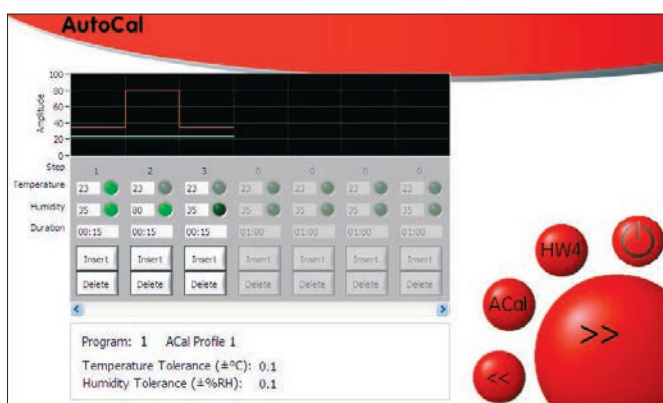 AutoCal
100
80
60
40
20
0
Amplitude
Step 1 2 3 0 0 0 0
Temperature 23 23 23 23 23 23 23
Humidity 35 80 35 35 35 35 35
Duration 00:15 00:15 00:15 01:00 01:00 01:00 01:00
Insert Insert Insert Insert Insert Insert Insert
Delete Delete Delete Delete Delete Delete Delete
Program: 1 ACal Profile 1
Temperature Tolerance (±ºC): 0.1
Humidity Tolerance (±%RH): 0.1
HW4
ACal
>>
<<